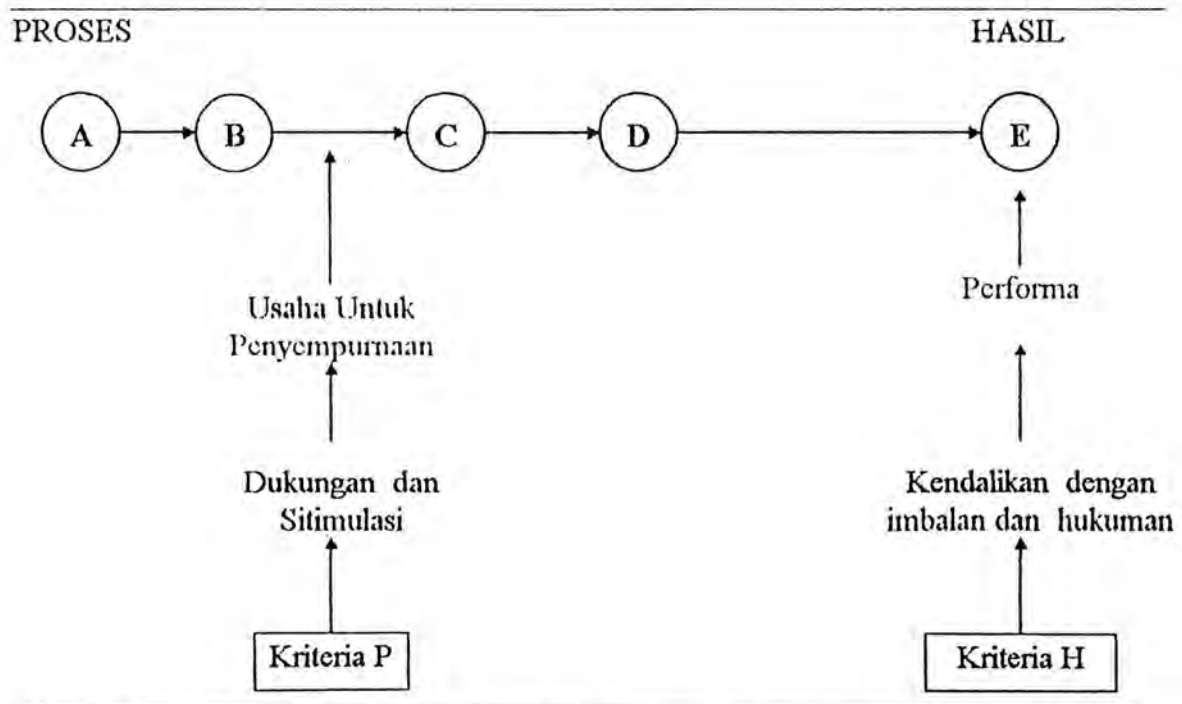 PROSES HASIL
A B C D E
Usaha Untuk
Penyempurnaan
Performa
Dukungan dan
Sitimulasi
Kendalikan dengan
imbalan dan hukuman
Kriteria P
Kriteria H